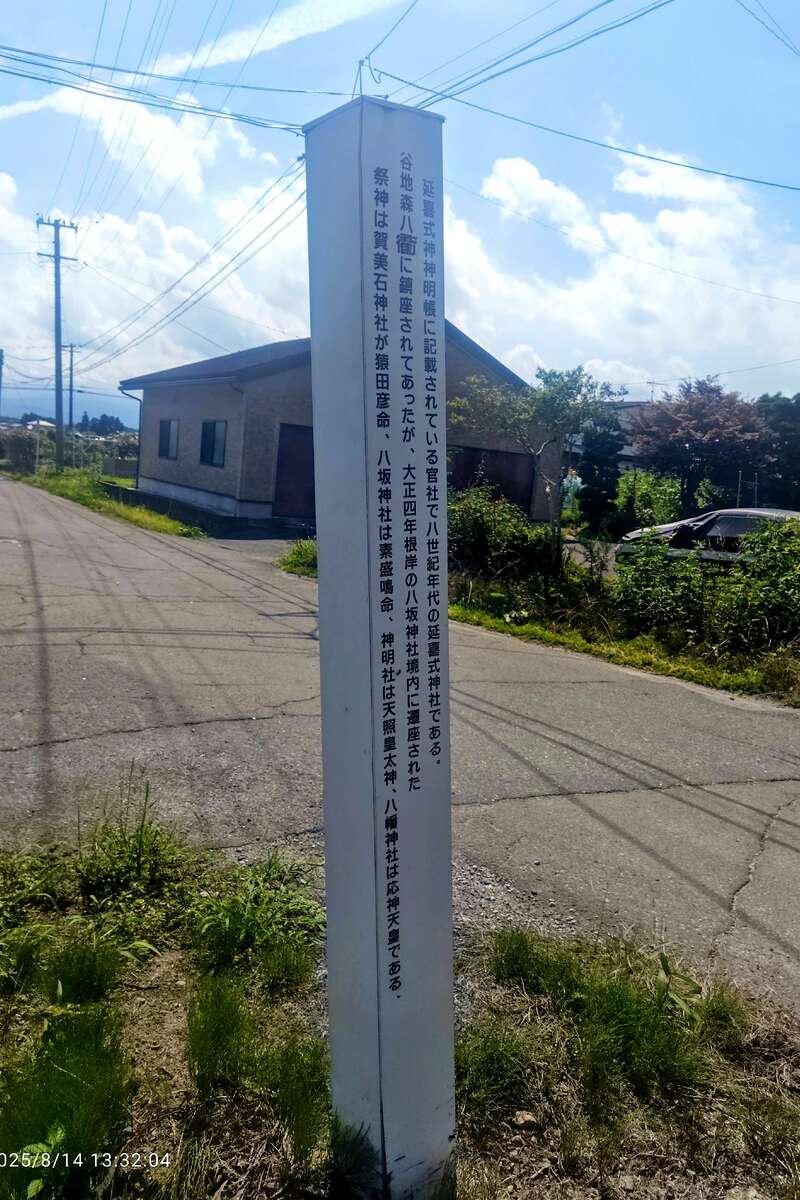 延喜式神神明帳に記載されている官社で八世紀年代の延喜式神社である。
谷地森八衢に鎮座されてあったが、大正四年根岸の八坂神社境内に遷座された
祭神は賀美石神社が猿田彦命、八坂神社は素盛鳴命、神明社は天照皇太神、八幡神社は応神天皇である.
025/8/14 13:32:04